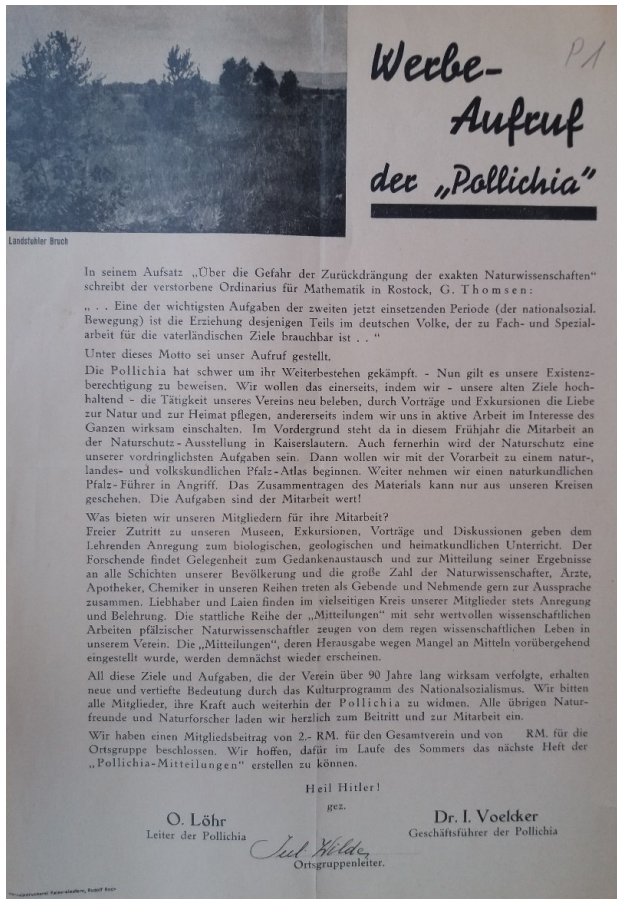 P1
Werbe-
Aufruf
der „Pollichia"
Landstuhler Bruch
In seinem Aufsatz „Über die Gefahr der Zurückdrängung der exakten Naturwissenschaften"
schreibt der verstorbene Ordinarius für Mathematik in Rostock, G. Thomsen:
„ . . Eine der wichtigsten Aufgaben der zweiten jetzt einsetzenden Periode (der nationalsozial.
Bewegung) ist die Erziehung desjenigen Teils im deutschen Volke, der zu Fach- und Spezial-
arbeit für die vaterländischen Ziele brauchbar ist . . "
Unter dieses Motto sei unser Aufruf gestellt.
Die Pollichia hat schwer um ihr Weiterbestehen gekämpft. - Nun gilt es unsere Existenz-
berechtigung zu beweisen. Wir wollen das einerseits, indem wir - unsere alten Ziele hoch-
haltend - die Tätigkeit unseres Vereins neu beleben, durch Vorträge und Exkursionen die Liebe
zur Natur und zur Heimat pflegen, andererseits indem wir uns in aktive Arbeit im Interesse des
Ganzen wirksam einschalten. Im Vordergrund steht da in diesem Frühjahr die Mitarbeit an
der Naturschutz-Ausstellung in Kaiserslautern. Auch fernerhin wird der Naturschutz eine
unserer vordringlichsten Aufgaben sein. Dann wollen wir mit der Vorarbeit zu einem natur-,
landes- und volkskundlichen Pfalz-Atlas beginnen. Weiter nehmen wir einen naturkundlichen
Pfalz-Führer in Angriff. Das Zusammentragen des Materials kann nur aus unseren Kreisen
geschehen. Die Aufgaben sind der Mitarbeit wert!
Was bieten wir unseren Mitgliedern für ihre Mitarbeit?
Freier Zutritt zu unseren Museen, Exkursionen, Vorträge und Diskussionen geben dem
Lehrenden Anregung zum biologischen, geologischen und heimatkundlichen Unterricht. Der
Forschende findet Gelegenheit zum Gedankenaustausch und zur Mitteilung seiner Ergebnisse
an alle Schichten unserer Bevölkerung und die große Zahl der Naturwissenschafter, Ärzte,
Apotheker, Chemiker in unseren Reihen treten als Gebende und Nehmende gern zur Aussprache
zusammen. Liebhaber und Laien finden im vielseitigen Kreis unserer Mitglieder stets Anregung
und Belehrung. Die stattliche Reihe der „Mitteilungen" mit sehr wertvollen wissenschaftlichen
Arbeiten pfälzischer Naturwissenschaftler zeugen von dem regen wissenschaftlichen Leben in
unserem Verein. Die „Mitteilungen", deren Herausgabe wegen Mangel an Mitteln vorübergehend
eingestellt wurde, werden demnächst wieder erscheinen.
All diese Ziele und Aufgaben, die der Verein über 90 Jahre lang wirksam verfolgte, erhalten
neue und vertiefte Bedeutung durch das Kulturprogramm des Nationalsozialismus. Wir bitten
alle Mitglieder, ihre Kraft auch weiterhin der Pollichia zu widmen. Alle übrigen Natur-
freunde und Naturforscher laden wir herzlich zum Beitritt und zur Mitarbeit ein.
Wir haben einen Mitgliedsbeitrag von 2.- RM. für den Gesamtverein und von RM. für die
Ortsgruppe beschlossen. Wir hoffen, dafür im Laufe des Sommers das nächste Heft der
„Pollichia-Mitteilungen" erstellen zu können.
Heil Hitler!
gez.
O. Löhr
Leiter der Pollichia
Dr. I. Voelcker
Geschäftsführer der Pollichia
Jul. Wilde
Ortsgruppenleiter.
Kaiserslautern, Rudolf